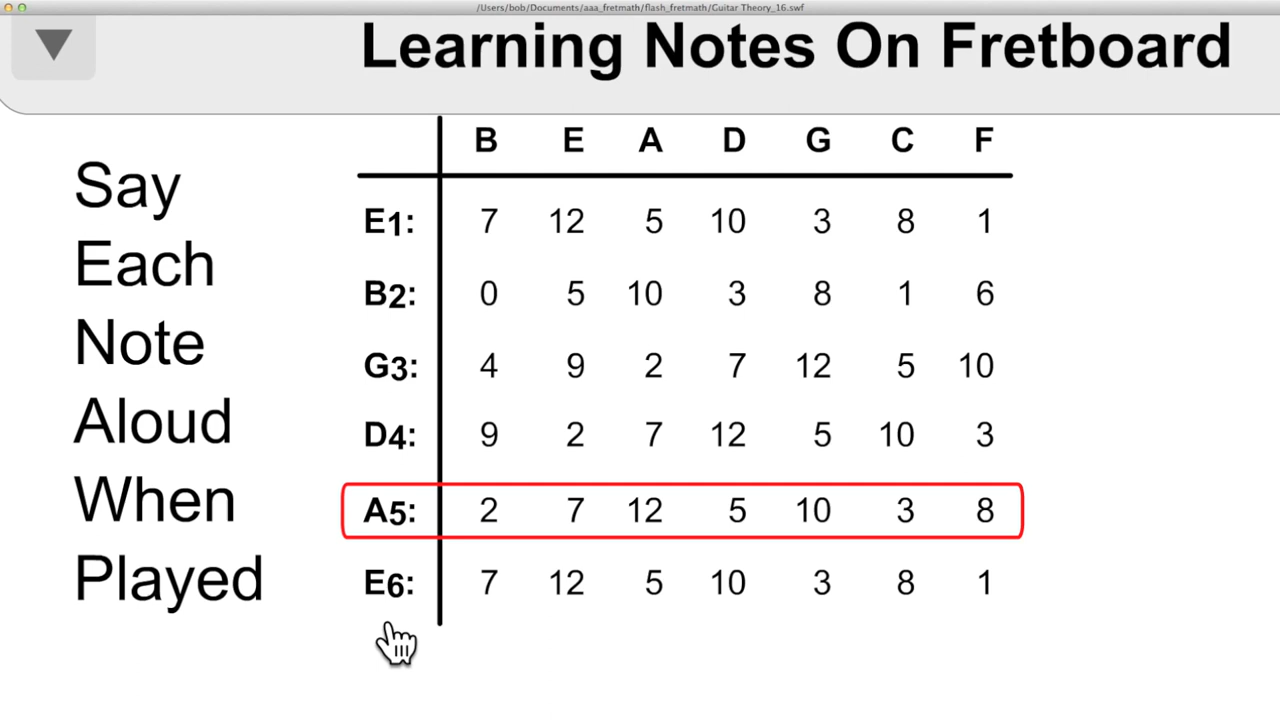 /Users/bob/Documents/aaa_fretmath/flash_fretmath/Guitar Theory_16.swf
Learning Notes On Fretboard
Say
Each
Note
Aloud
When
Played
B E A D G C F
E1: 7 12 5 10 3 8 1
B2: 0 5 10 3 8 1 6
G3: 4 9 2 7 12 5 10
D4: 9 2 7 12 5 10 3
A5: 2 7 12 5 10 3 8
E6: 7 12 5 10 3 8 1